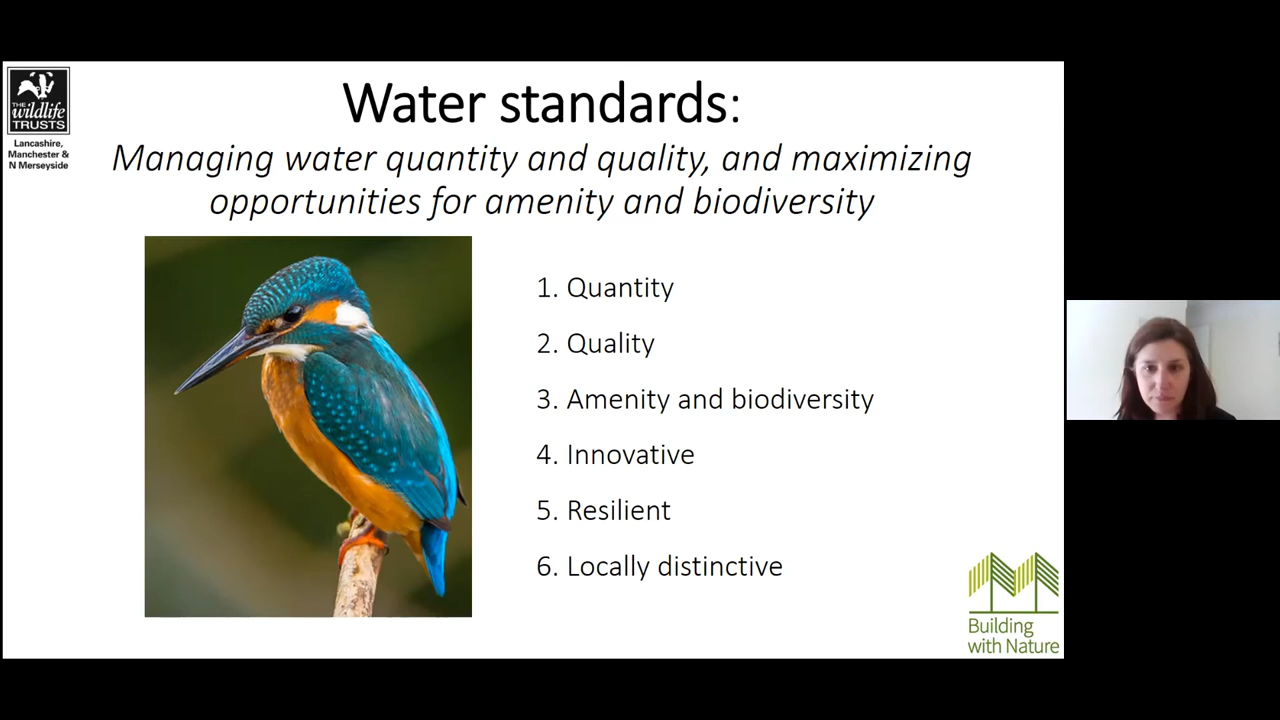 THE
wildlife
TRUSTS
Lancashire,
Manchester &
N Merseyside
Water standards:
Managing water quantity and quality, and maximizing
opportunities for amenity and biodiversity
1. Quantity
2. Quality
3. Amenity and biodiversity
4. Innovative
5. Resilient
6. Locally distinctive
Building
with Nature